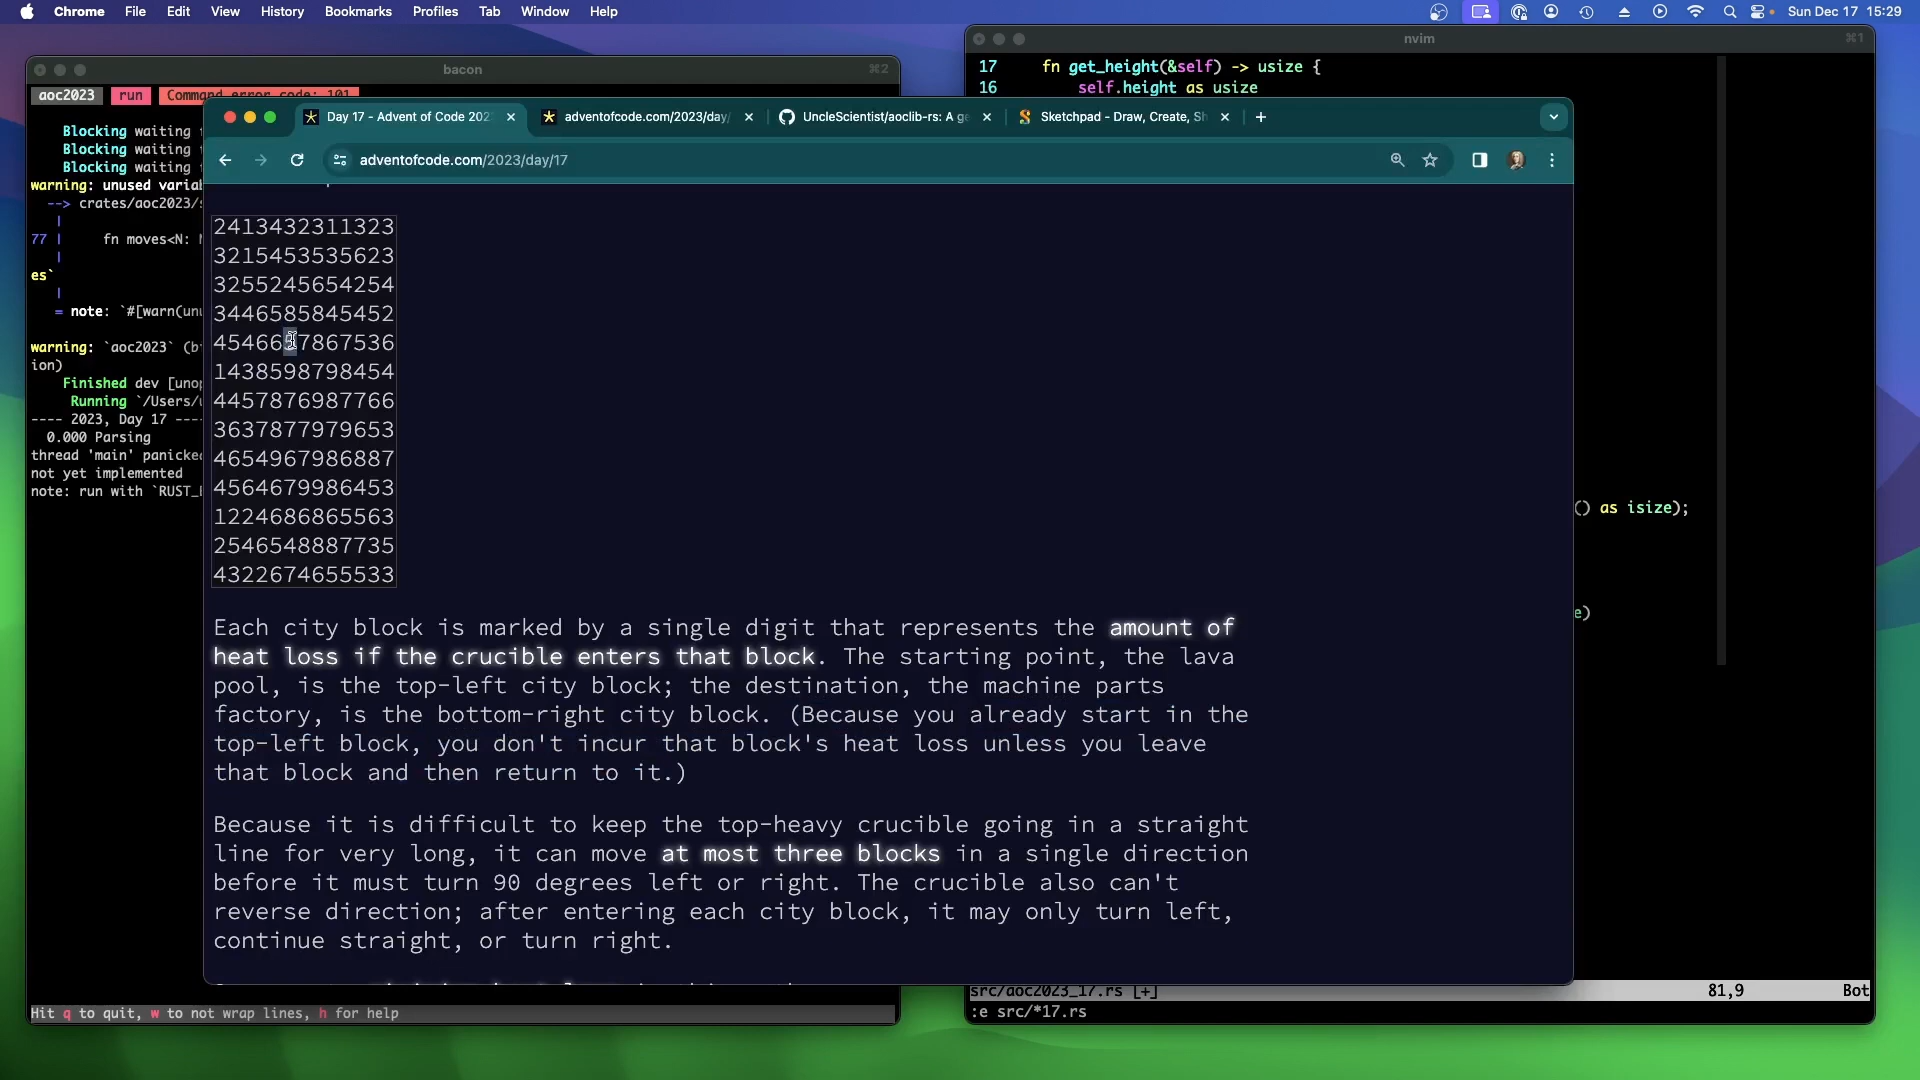 Chrome File Edit View History Bookmarks Profiles Tab Window Help
Sun Dec 17 15:29
bacon
⌘2
nvim
⌘1
aoc2023 run Command error code: 101
Blocking waiting
Blocking waiting
Blocking waiting
warning: unused
--> crates/aoc2023/
|
77 | fn moves<N:
|
es`
|
= note: `#[warn(
warning: `aoc2023`
ion)
Finished dev
Running `/Users/
---- 2023, Day 17 ----
0.000 Parsing
thread 'main' panicked
not yet implemented
note: run with
Hit q to quit, w to not wrap lines, h for help
17 fn get_height(&self) -> usize {
16 self.height as usize
Day 17 - Advent of Code 202
adventofcode.com/2023/day/
UncleScientist/aoclib-rs: A ge
Sketchpad - Draw, Create, Sh
adventofcode.com/2023/day/17
2413432311323
3215453535623
3255245654254
3446585845452
4546637867536
1438598798454
4457876987766
3637877979653
4654967986887
4564679986453
1224686865563
2546548887735
4322674655533
Each city block is marked by a single digit that represents the amount of
heat loss if the crucible enters that block. The starting point, the lava
pool, is the top-left city block; the destination, the machine parts
factory, is the bottom-right city block. (Because you already start in the
top-left block, you don't incur that block's heat loss unless you leave
that block and then return to it.)
Because it is difficult to keep the top-heavy crucible going in a straight
line for very long, it can move at most three blocks in a single direction
before it must turn 90 degrees left or right. The crucible also can't
reverse direction; after entering each city block, it may only turn left,
continue straight, or turn right.
() as isize);
e)
src/aoc2023_17.rs [+] 81,9 Bot
:e src/*17.rs